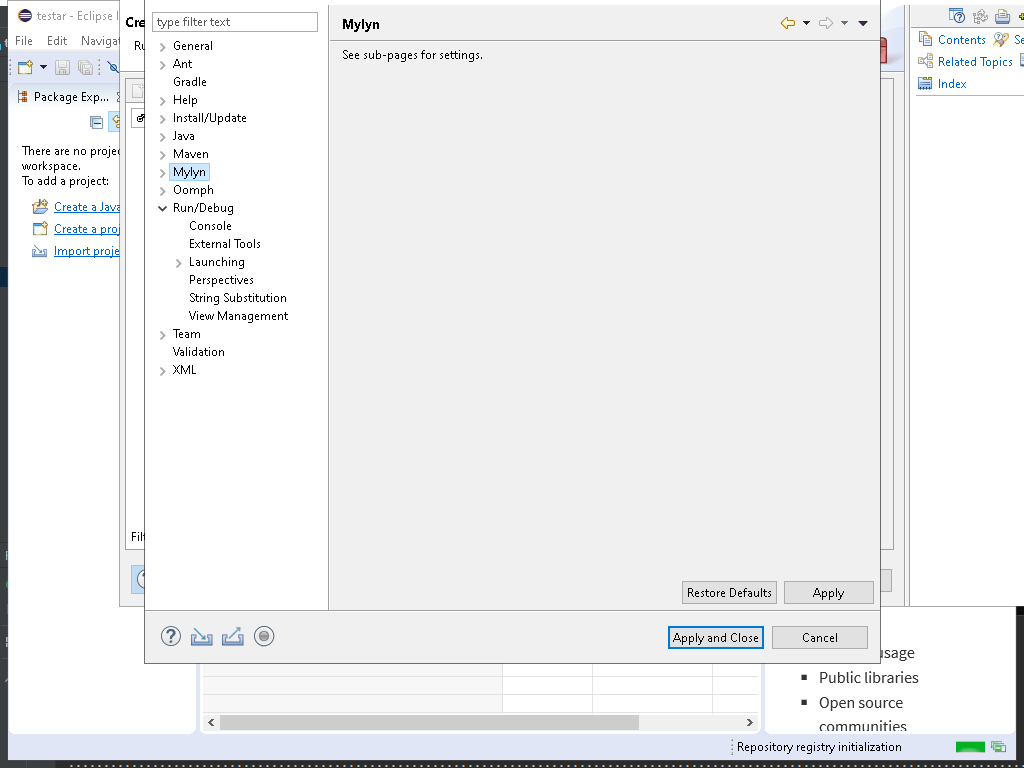 testar - Eclipse I
File
Edit
Navigat
Package Exp...
There are no proje
workspace.
To add a project:
Create a Java
Create a proj
Import proje
Cre
Ru
Filt
type filter text
General
Ant
Gradle
Help
Install/Update
Java
Maven
Mylyn
Oomph
Run/Debug
Console
External Tools
Launching
Perspectives
String Substitution
View Management
Team
Validation
XML
Mylyn
See sub-pages for settings.
Restore Defaults
Apply
Apply and Close
Cancel
Contents
Se
Related Topics
Index
usage
Public libraries
Open source
communities
Repository registry initialization